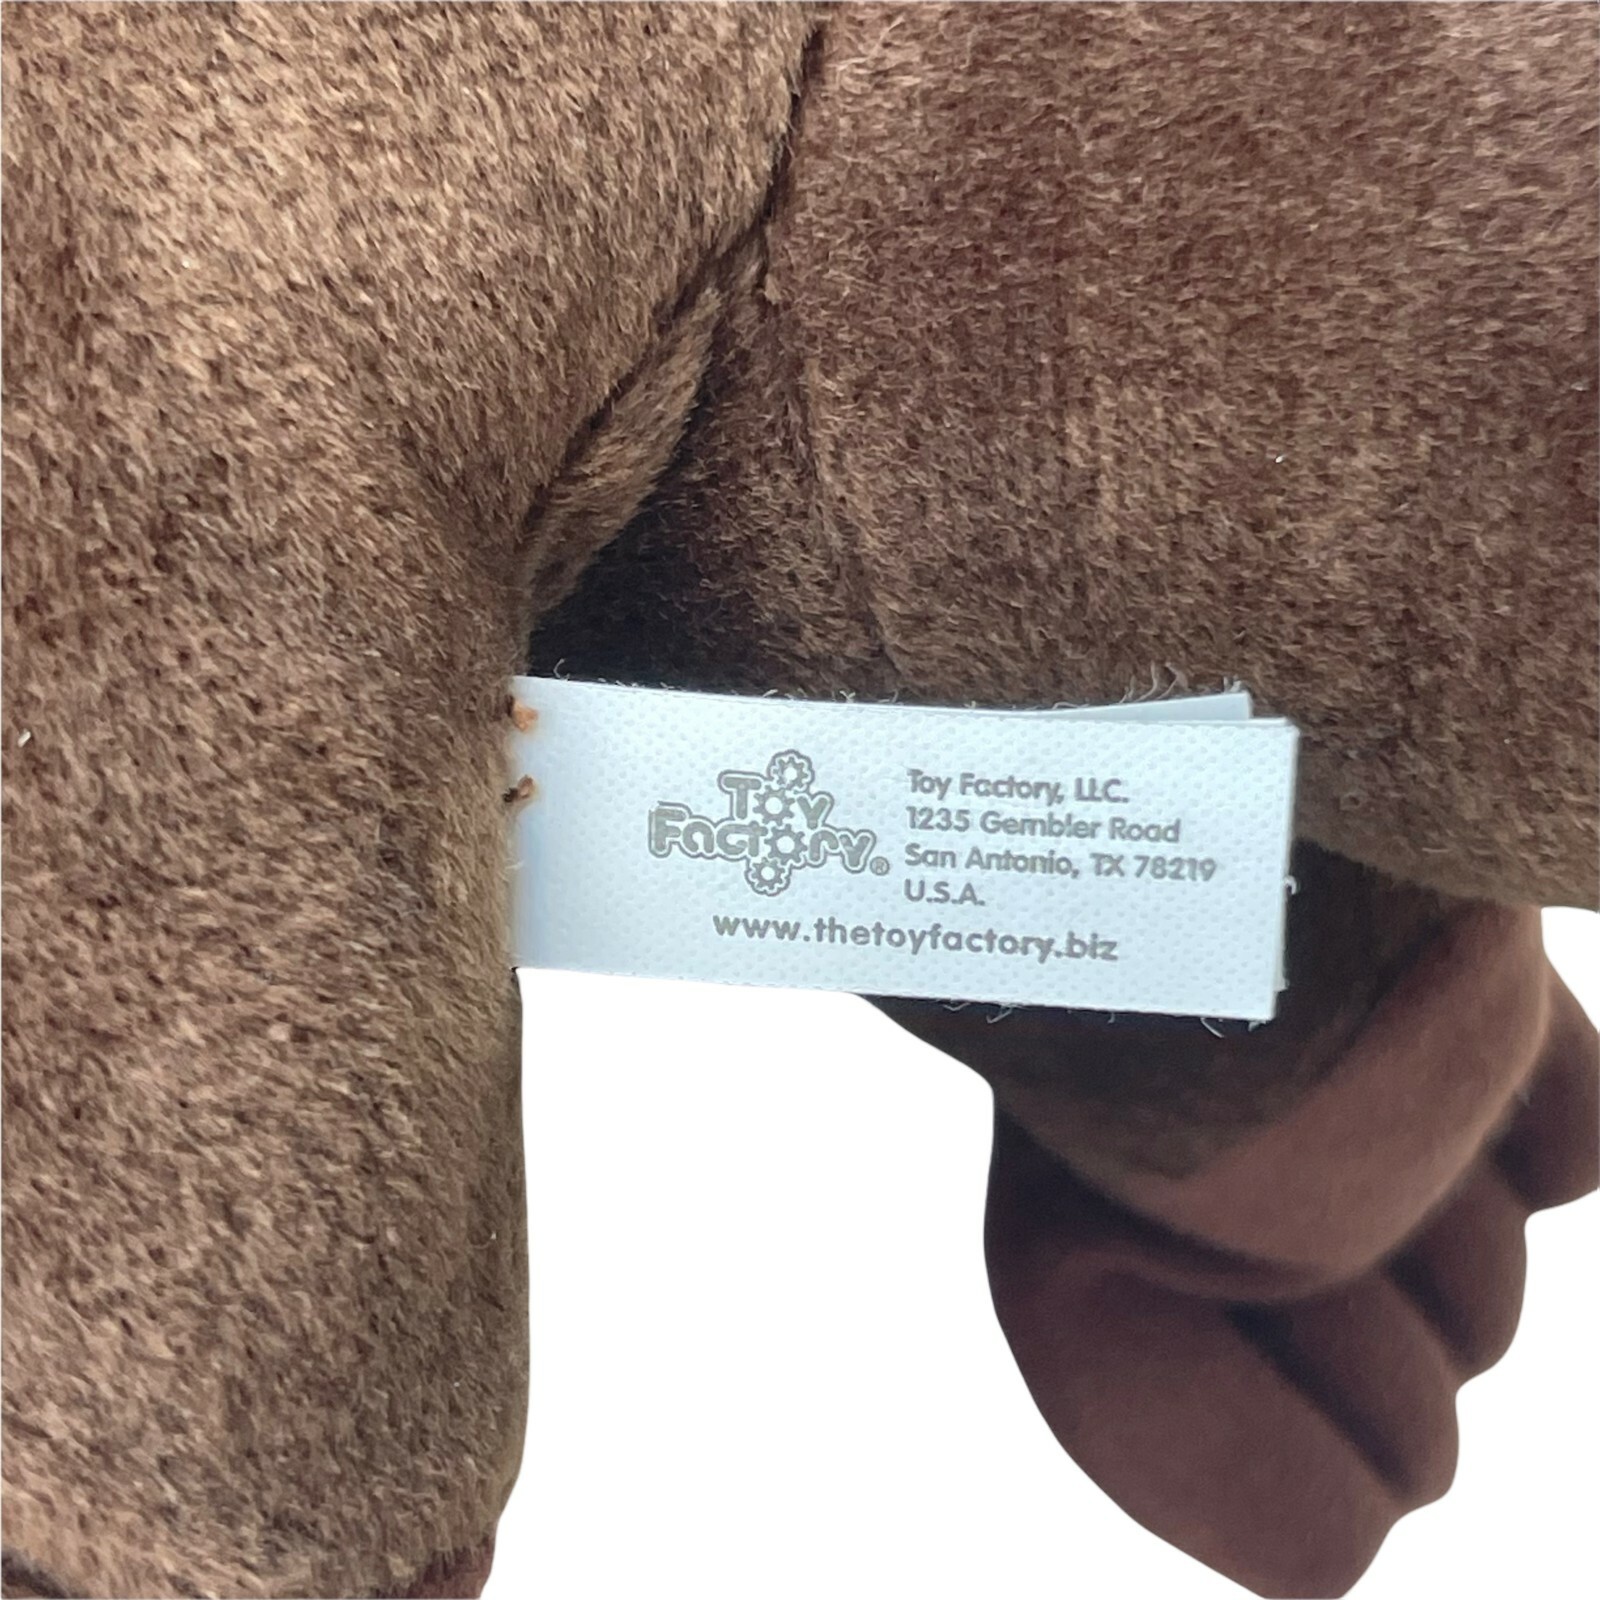 Toy
Factory®
Toy Factory, LLC.
1235 Gembler Road
San Antonio, TX 78219
U.S.A.
www.thetoyfactory.biz